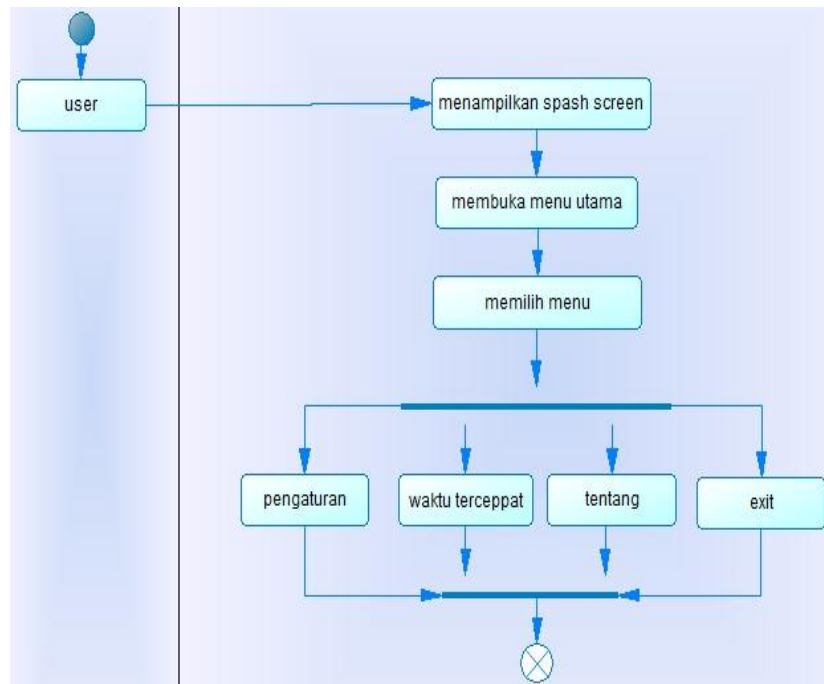 user
menampilkan spash screen
membuka menu utama
memilih menu
pengaturan
waktu terceppat
tentang
exit